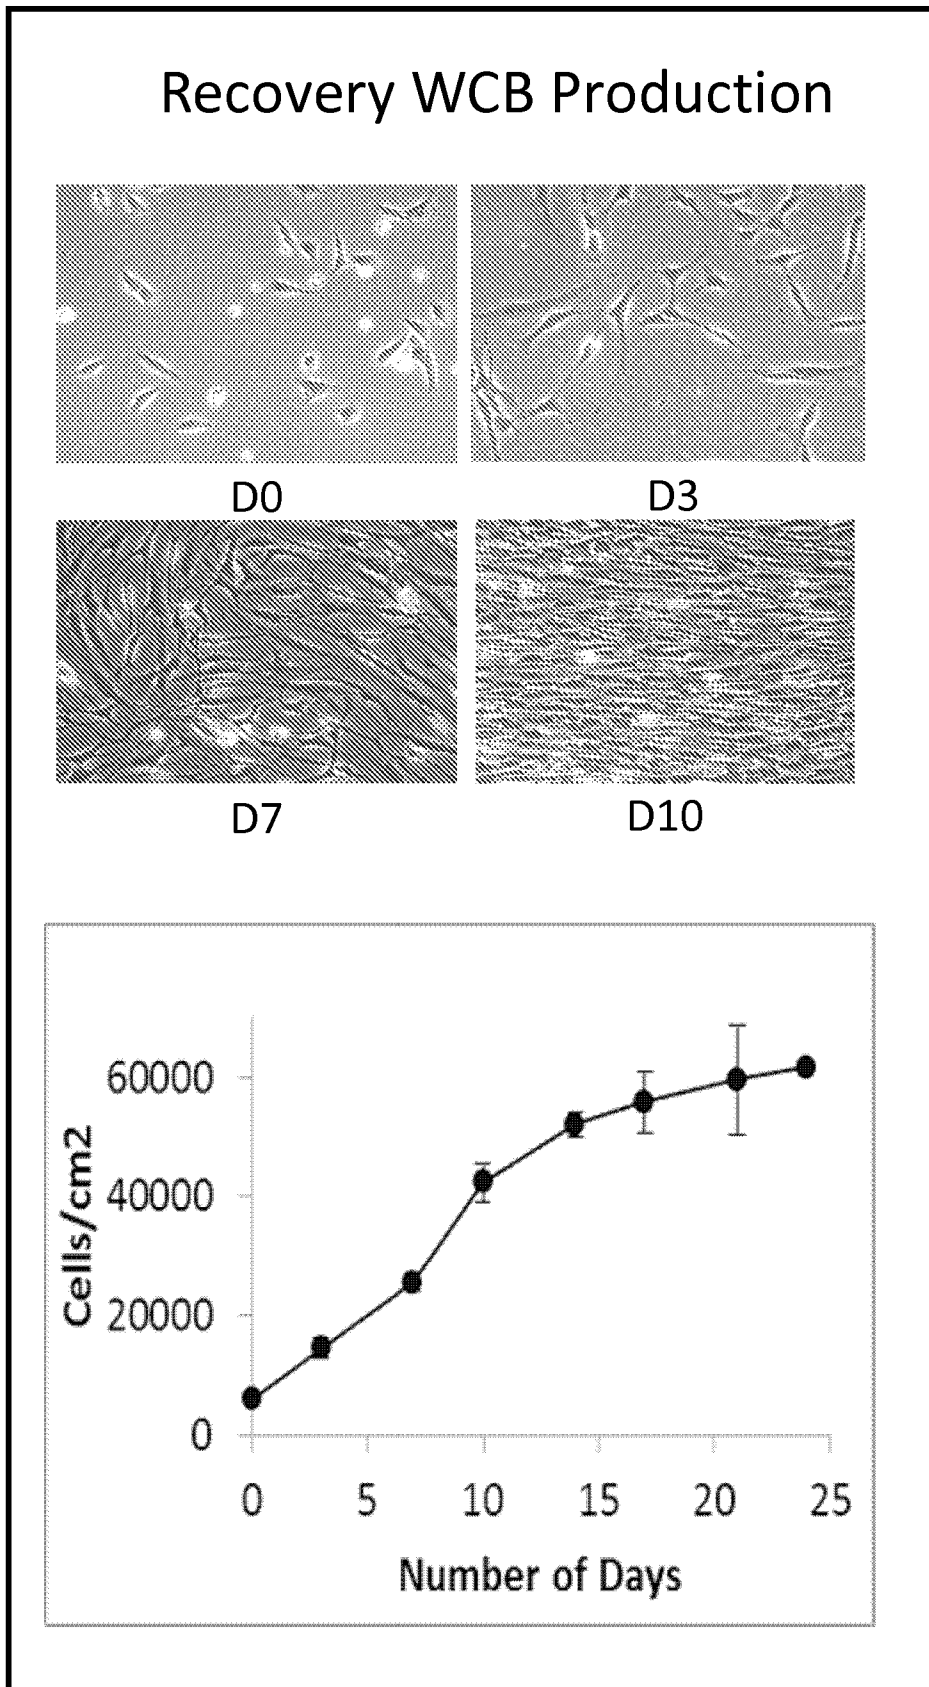 Recovery WCB Production
D0
D3
D7
D10
60000
40000
20000
0
Cells/cm2
0 5 10 15 20 25
Number of Days